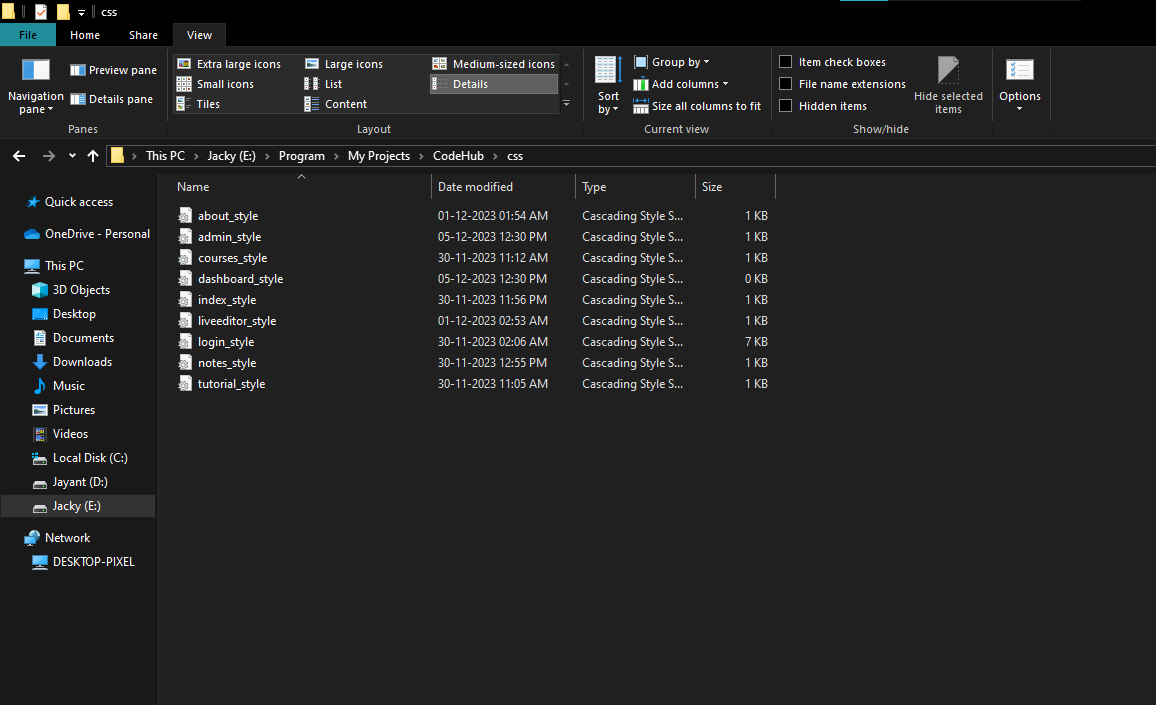 css
File Home Share View
Extra large icons Large icons Medium-sized icons
Small icons List Details
Tiles Content
Navigation pane
Preview pane
Details pane
Sort by
Group by
Add columns
Size all columns to fit
Item check boxes
File name extensions
Hidden items
Hide selected items
Options
Panes Layout Current view Show/hide
This PC Jacky (E:) Program My Projects CodeHub css
Quick access
OneDrive - Personal
This PC
3D Objects
Desktop
Documents
Downloads
Music
Pictures
Videos
Local Disk (C:)
Jayant (D:)
Jacky (E:)
Network
DESKTOP-PIXEL
Name Date modified Type Size
about_style 01-12-2023 01:54 AM Cascading Style S... 1 KB
admin_style 05-12-2023 12:30 PM Cascading Style S... 1 KB
courses_style 30-11-2023 11:12 AM Cascading Style S... 1 KB
dashboard_style 05-12-2023 12:30 PM Cascading Style S... 0 KB
index_style 30-11-2023 11:56 PM Cascading Style S... 1 KB
liveeditor_style 01-12-2023 02:53 AM Cascading Style S... 1 KB
login_style 30-11-2023 02:06 AM Cascading Style S... 7 KB
notes_style 30-11-2023 12:55 PM Cascading Style S... 1 KB
tutorial_style 30-11-2023 11:05 AM Cascading Style S... 1 KB